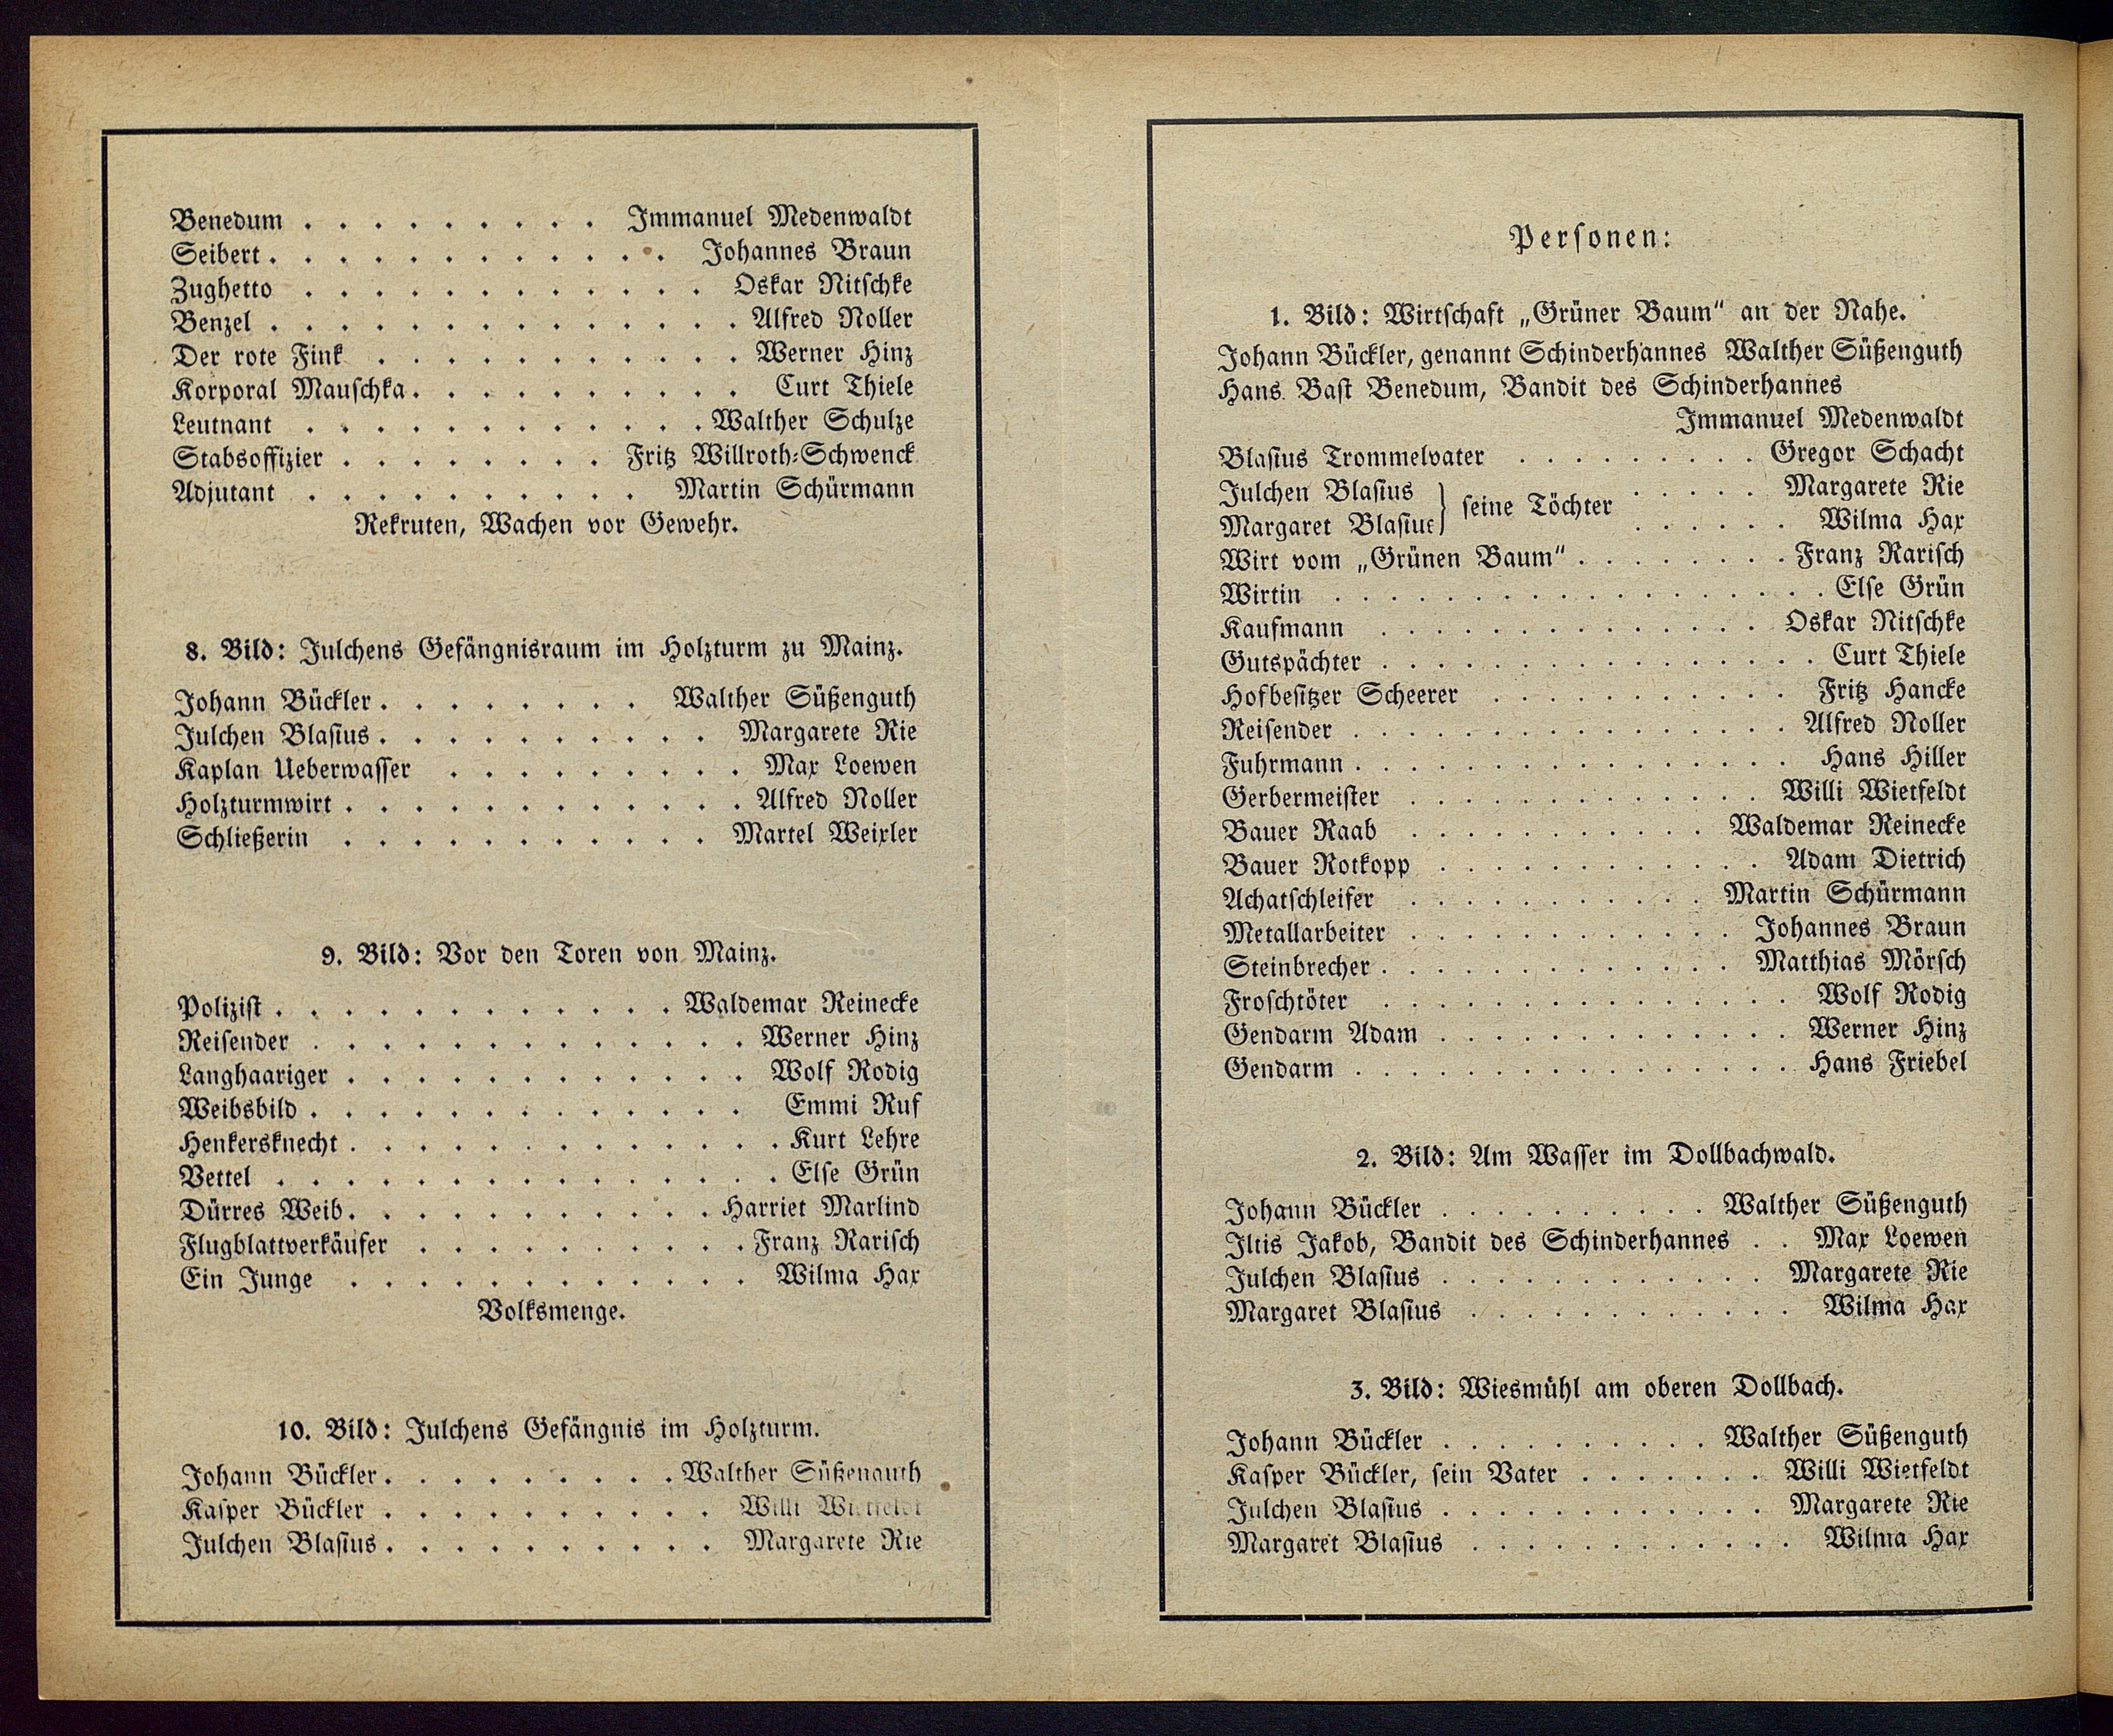 Benedum . . . . . . . . . Immanuel Medenwaldt
Seibert . . . . . . . . . . . . Johannes Braun
Zughetto . . . . . . . . . . . . Oskar Nitschke
Benzel . . . . . . . . . . . . . . Alfred Noller
Der rote Fink . . . . . . . . . . . Werner Hinz
Korporal Mauschka . . . . . . . . . . Curt Thiele
Leutnant . . . . . . . . . . . . Walther Schulze
Stabsoffizier . . . . . . . . Fritz Willroth-Schwenck
Adjutant . . . . . . . . . . Martin Schürmann
Rekruten, Wachen vor Gewehr.
8. Bild: Julchens Gefängnisraum im Holzturm zu Mainz.
Johann Bückler . . . . . . . . Walther Süßenguth
Julchen Blasius . . . . . . . . . . Margarete Rie
Kaplan Ueberwasser . . . . . . . . . Max Loewen
Holzturmwirt . . . . . . . . . . . . Alfred Noller
Schließerin . . . . . . . . . . . Martel Weixler
9. Bild: Vor den Toren von Mainz.
Polizist . . . . . . . . . . . . Waldemar Reinecke
Reisender . . . . . . . . . . . . . Werner Hinz
Langhaariger . . . . . . . . . . . . Wolf Rodig
Weibsbild . . . . . . . . . . . . . Emmi Ruf
Henkersknecht . . . . . . . . . . . . . Kurt Lehre
Vettel . . . . . . . . . . . . . . . Else Grün
Dürres Weib . . . . . . . . . . . Harriet Marlind
Flugblattverkäufer . . . . . . . . . . Franz Rarisch
Ein Junge . . . . . . . . . . . . Wilma Hax
Volksmenge.
10. Bild: Julchens Gefängnis im Holzturm.
Johann Bückler . . . . . . . . . Walther Süßenguth
Kasper Bückler . . . . . . . . . . Willi Wietfeldt
Julchen Blasius . . . . . . . . . . Margarete Rie
Personen:
1. Bild: Wirtschaft „Grüner Baum“ an der Nahe.
Johann Bückler, genannt Schinderhannes Walther Süßenguth
Hans Bast Benedum, Bandit des Schinderhannes
Immanuel Medenwaldt
Blasius Trommelvater . . . . . . . . . Gregor Schacht
Julchen Blasius } seine Töchter . . . . . Margarete Rie
Margaret Blasius } . . . . . . Wilma Hax
Wirt vom „Grünen Baum“ . . . . . . . . Franz Rarisch
Wirtin . . . . . . . . . . . . . . . . . . Else Grün
Kaufmann . . . . . . . . . . . . . . Oskar Nitschke
Gutspächter . . . . . . . . . . . . . . . . Curt Thiele
Hofbesitzer Scheerer . . . . . . . . . . . Fritz Hancke
Reisender . . . . . . . . . . . . . . . . Alfred Noller
Fuhrmann . . . . . . . . . . . . . . . . Hans Hiller
Gerbermeister . . . . . . . . . . . . . Willi Wietfeldt
Bauer Raab . . . . . . . . . . . Waldemar Reinecke
Bauer Rotkopp . . . . . . . . . . . . Adam Dietrich
Achatschleifer . . . . . . . . . . . Martin Schürmann
Metallarbeiter . . . . . . . . . . . . Johannes Braun
Steinbrecher . . . . . . . . . . . . . Matthias Mörsch
Froschtöter . . . . . . . . . . . . . . . Wolf Rodig
Gendarm Adam . . . . . . . . . . . . . Werner Hinz
Gendarm . . . . . . . . . . . . . . . . Hans Friebel
2. Bild: Am Wasser im Dollbachwald.
Johann Bückler . . . . . . . . . . Walther Süßenguth
Iltis Jakob, Bandit des Schinderhannes . . Max Loewen
Julchen Blasius . . . . . . . . . . . . Margarete Rie
Margaret Blasius . . . . . . . . . . . . Wilma Hax
3. Bild: Wiesmühl am oberen Dollbach.
Johann Bückler . . . . . . . . . . Walther Süßenguth
Kasper Bückler, sein Vater . . . . . . . Willi Wietfeldt
Julchen Blasius . . . . . . . . . . . . Margarete Rie
Margaret Blasius . . . . . . . . . . . . Wilma Hax